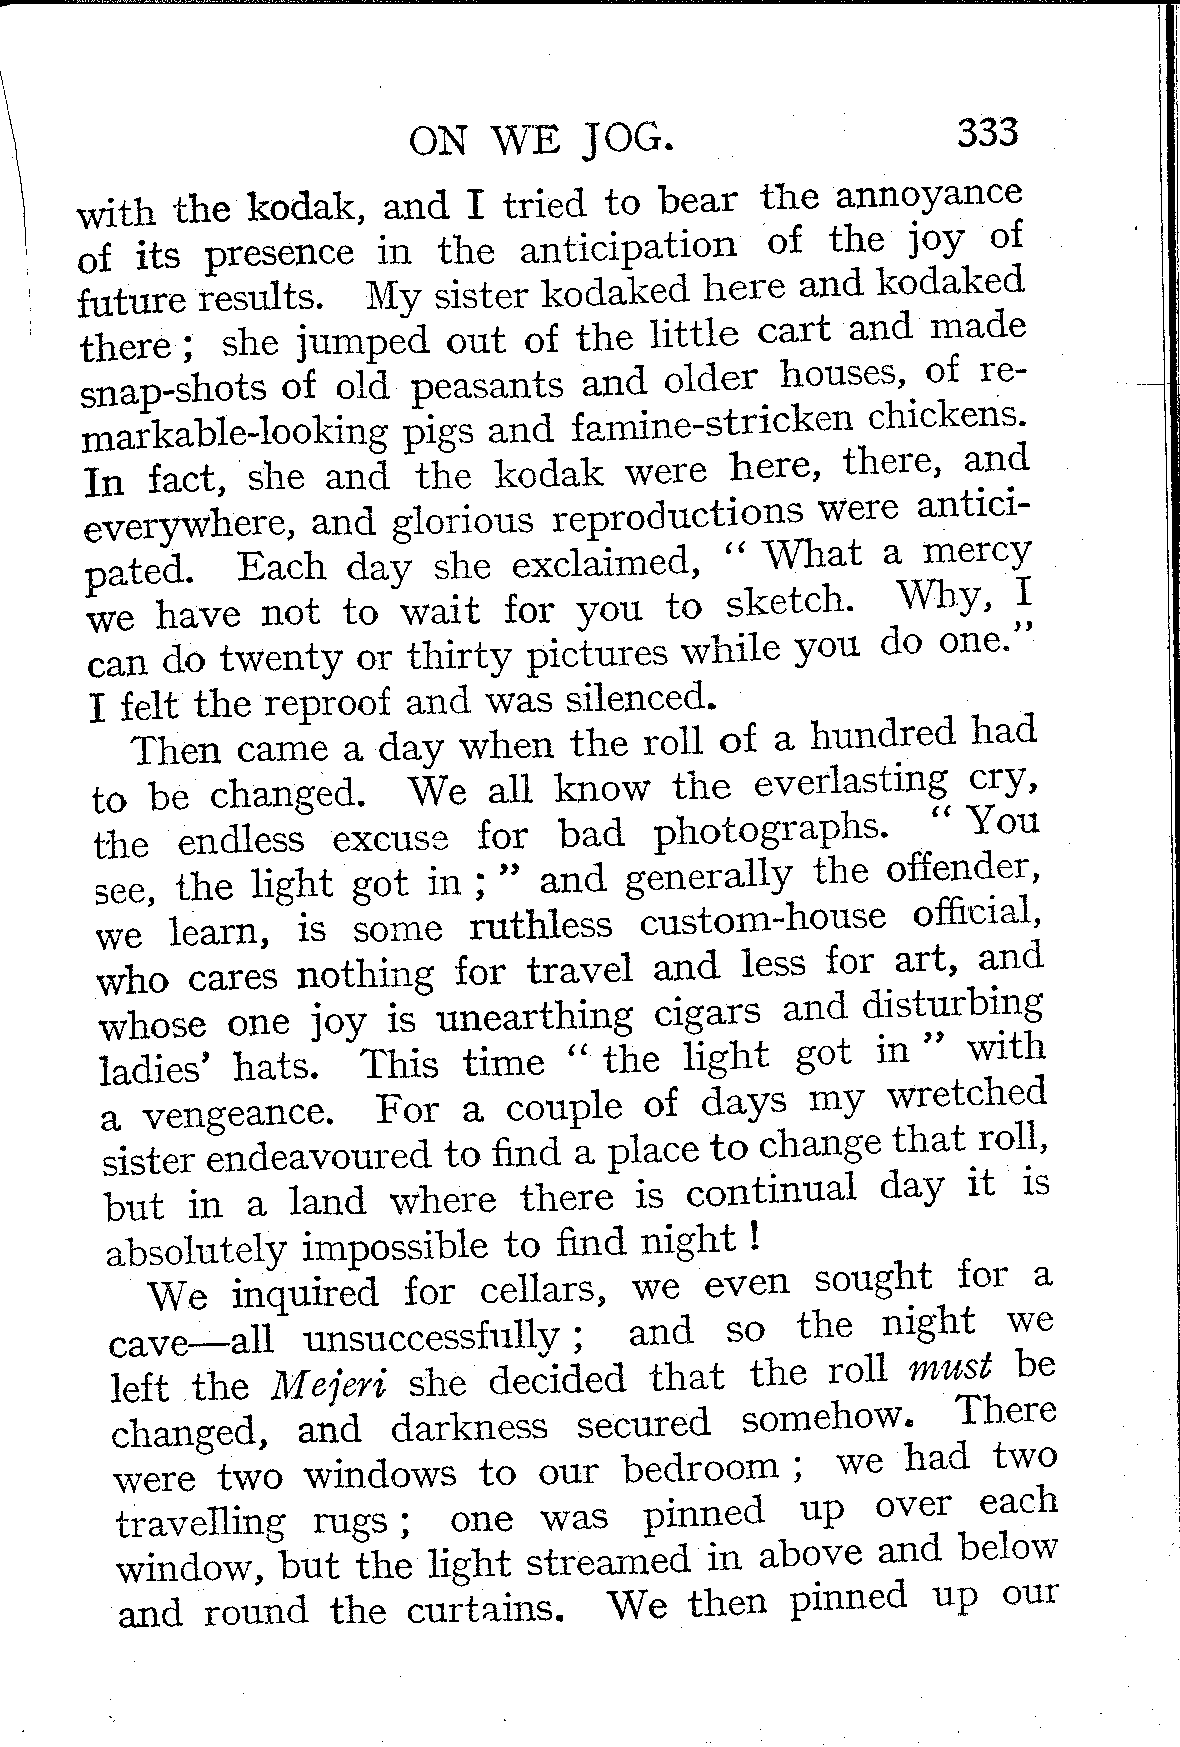 ON WE JOG. 333
with the kodak, and I tried to bear the annoyance
of its presence in the anticipation of the joy of
future results. My sister kodaked here and kodaked
there ; she jumped out of the little cart and made
snap-shots of old peasants and older houses, of re-
markable-looking pigs and famine-stricken chickens.
In fact, she and the kodak were here, there, and
everywhere, and glorious reproductions were antici-
pated. Each day she exclaimed, “ What a mercy
we have not to wait for you to sketch. Why, I
can do twenty or thirty pictures while you do one.”
I felt the reproof and was silenced.
Then came a day when the roll of a hundred had
to be changed. We all know the everlasting cry,
the endless excuse for bad photographs. “ You
see, the light got in ; ” and generally the offender,
we learn, is some ruthless custom-house official,
who cares nothing for travel and less for art, and
whose one joy is unearthing cigars and disturbing
ladies’ hats. This time “ the light got in ” with
a vengeance. For a couple of days my wretched
sister endeavoured to find a place to change that roll,
but in a land where there is continual day it is
absolutely impossible to find night !
We inquired for cellars, we even sought for a
cave—all unsuccessfully ; and so the night we
left the Mejeri she decided that the roll must be
changed, and darkness secured somehow. There
were two windows to our bedroom ; we had two
travelling rugs ; one was pinned up over each
window, but the light streamed in above and below
and round the curtains. We then pinned up our